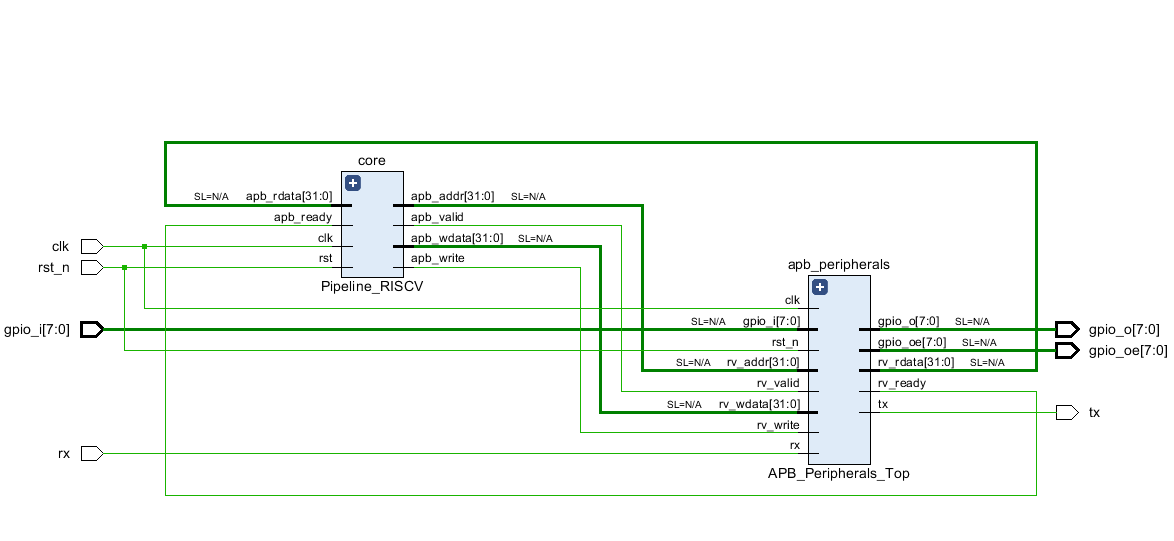 core
SL=N/A apb_rdata[31:0] apb_addr[31:0] SL=N/A
apb_ready apb_valid
clk clk apb_wdata[31:0] SL=N/A
rst_n rst apb_write
Pipeline_RISCV
apb_peripherals
clk
gpio_i[7:0] SL=N/A gpio_i[7:0] gpio_o[7:0] SL=N/A gpio_o[7:0]
rst_n gpio_oe[7:0] SL=N/A gpio_oe[7:0]
SL=N/A rv_addr[31:0] rv_rdata[31:0] SL=N/A
rv_valid rv_ready
SL=N/A rv_wdata[31:0] tx tx
rv_write
rx rx
APB_Peripherals_Top